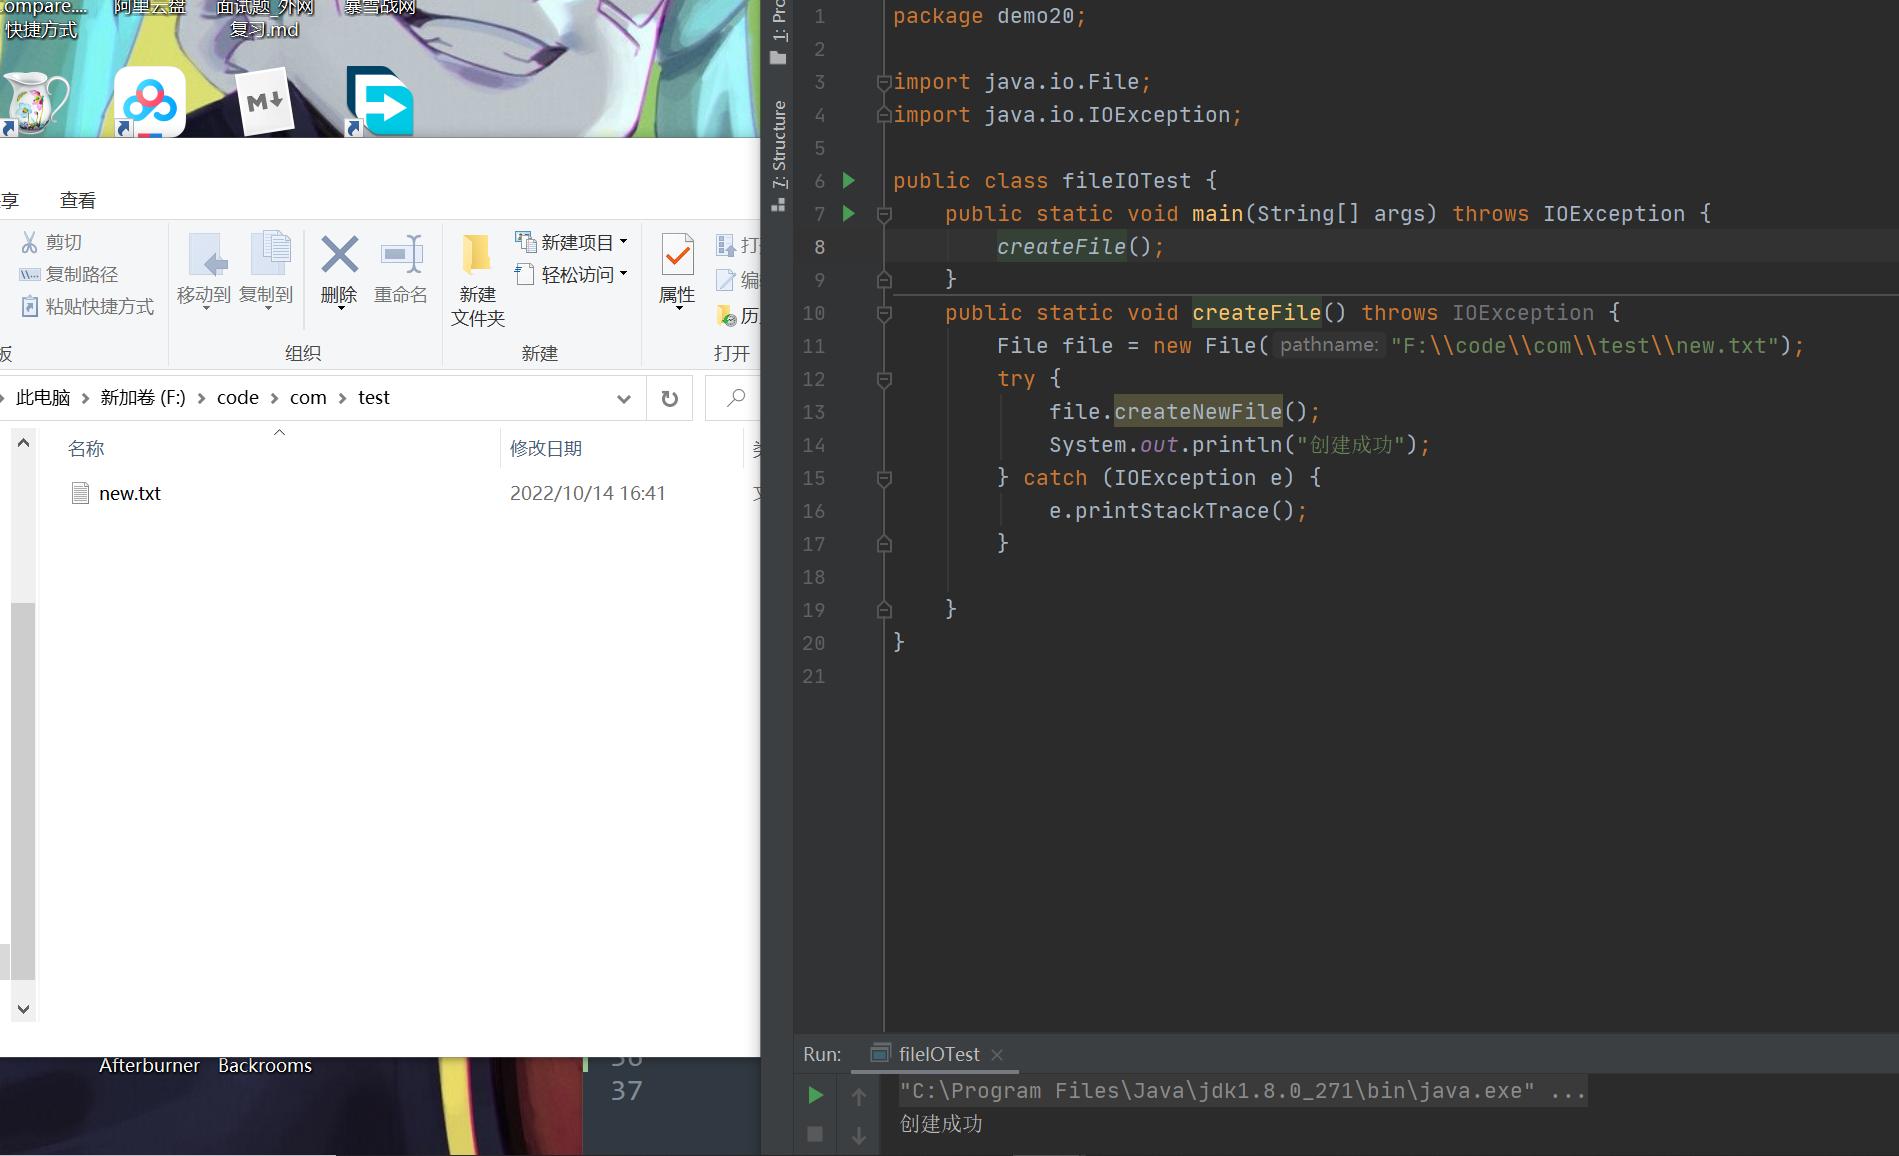 ompare....
快捷方式
阿里云盘
面试题_外网
复习.md
暴雪战网
M
享
查看
剪切
复制路径
粘贴快捷方式
移动到
复制到
删除
重命名
新建
文件夹
新建项目
轻松访问
属性
打
编
历
板
组织
新建
打开
此电脑 > 新加卷 (F:) > code > com > test
名称
修改日期
类
new.txt
2022/10/14 16:41
文
Afterburner
Backrooms
36
37
1: Pro
7: Structure
1 package demo20;
2
3 import java.io.File;
4 import java.io.IOException;
5
6 public class fileIOTest {
7 public static void main(String[] args) throws IOException {
8 createFile();
9 }
10 public static void createFile() throws IOException {
11 File file = new File( pathname: "F:\\code\\com\\test\\new.txt");
12 try {
13 file.createNewFile();
14 System.out.println("创建成功");
15 } catch (IOException e) {
16 e.printStackTrace();
17 }
18
19 }
20 }
21
Run: fileIOTest ×
"C:\Program Files\Java\jdk1.8.0_271\bin\java.exe" ...
创建成功